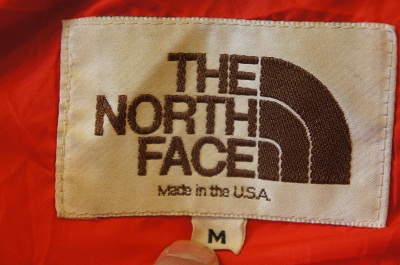 THE
NORTH
FACE
Made in the U.S.A.
M